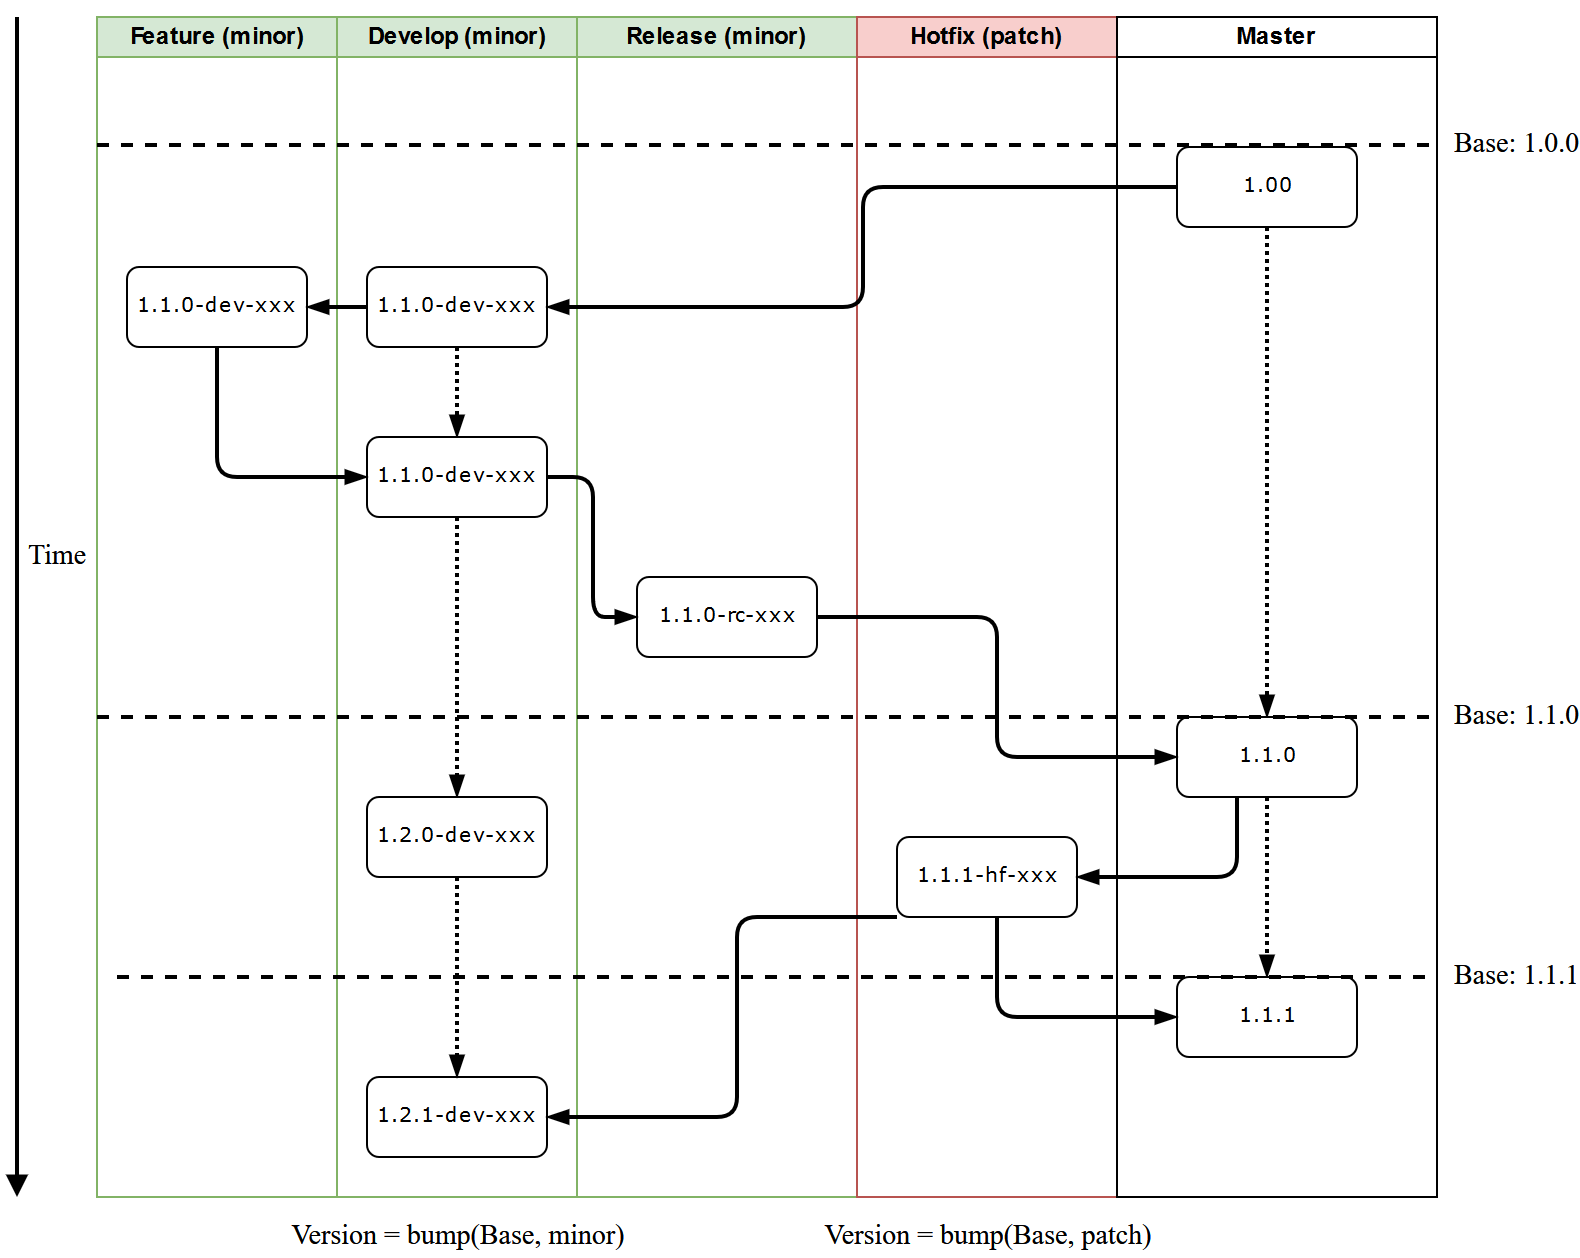 Feature (minor)
Develop (minor)
Release (minor)
Hotfix (patch)
Master
Base: 1.0.0
1.00
1.1.0-dev-xxx
1.1.0-dev-xxx
1.1.0-dev-xxx
Time
1.1.0-rc-xxx
Base: 1.1.0
1.1.0
1.2.0-dev-xxx
1.1.1-hf-xxx
Base: 1.1.1
1.1.1
1.2.1-dev-xxx
Version = bump(Base, minor)
Version = bump(Base, patch)